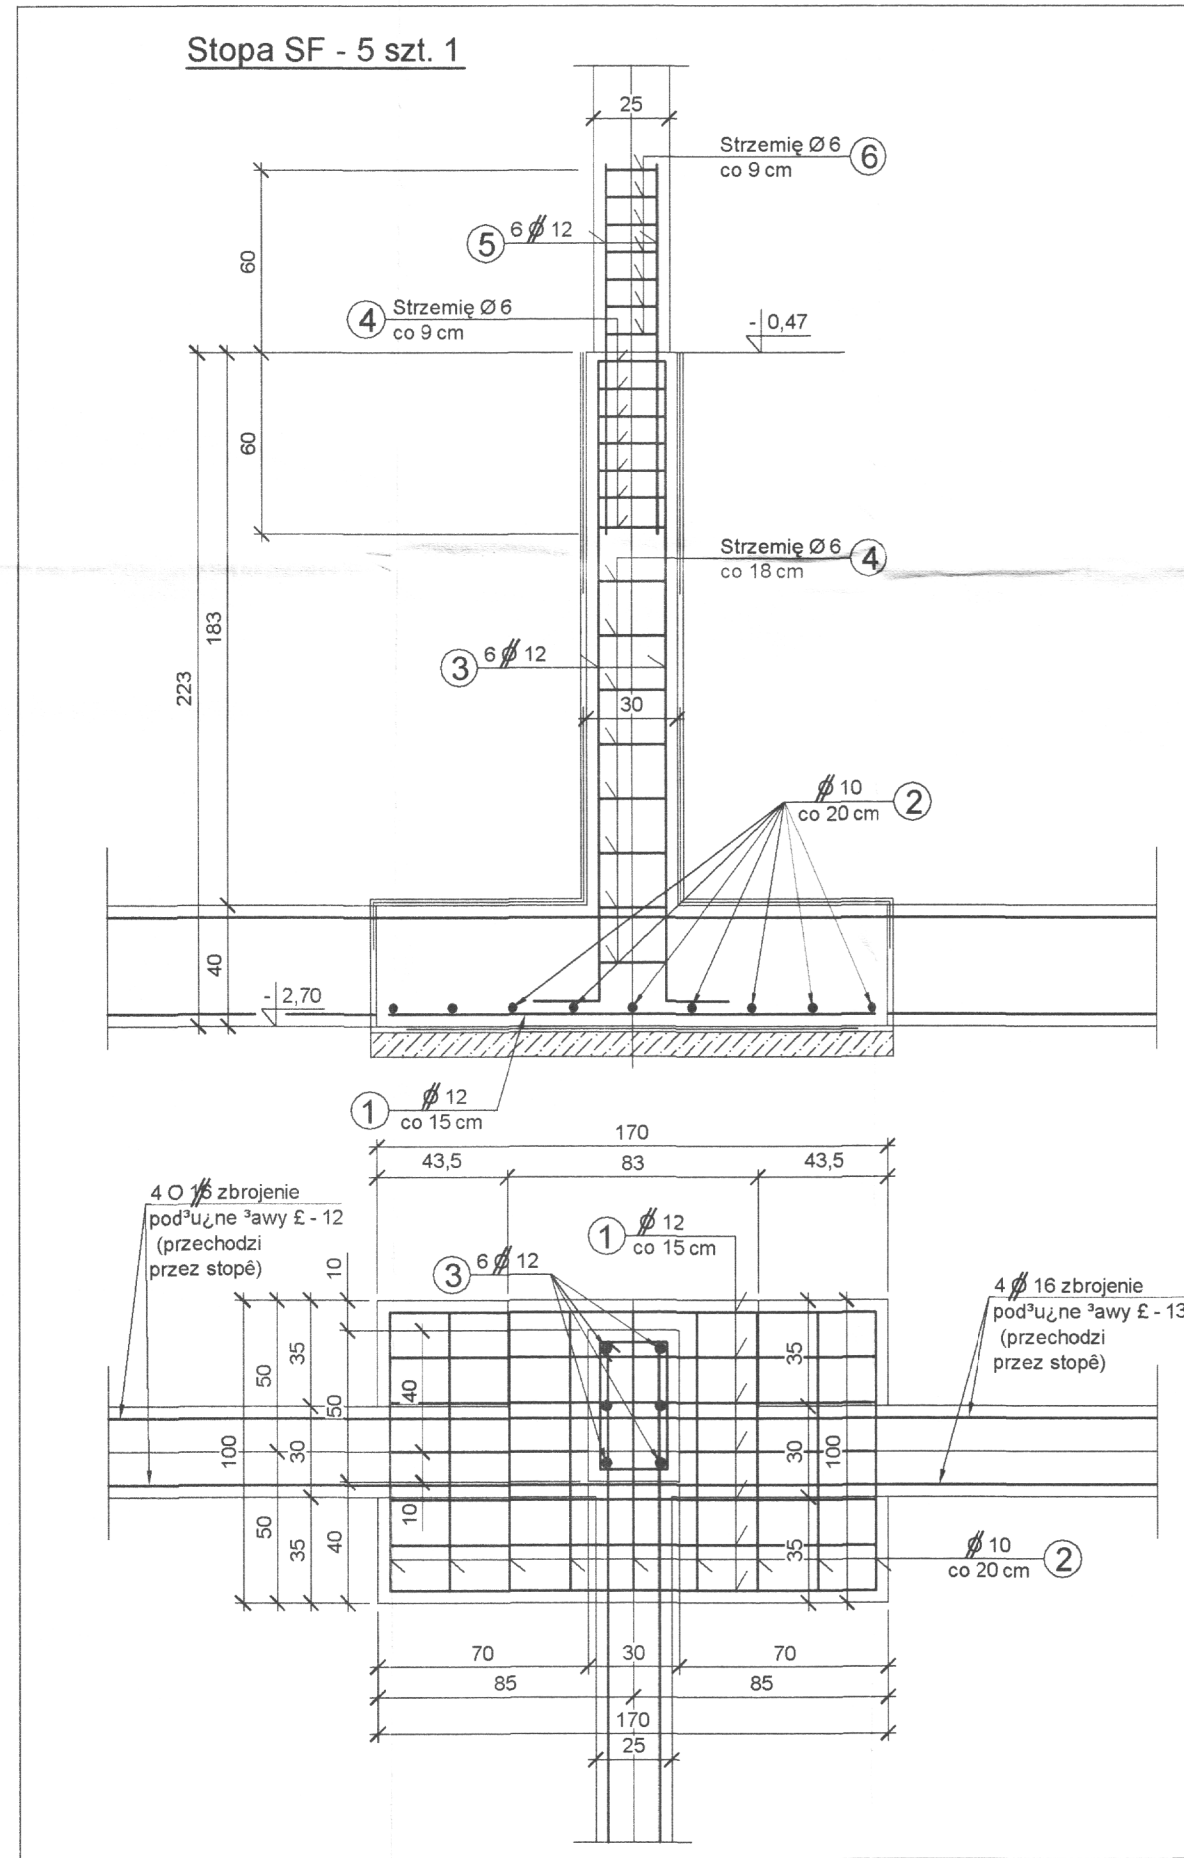 Stopa SF - 5 szt. 1
25
Strzemię Ø 6
co 9 cm
6
6 Ø 12
5
60
4
Strzemię Ø 6
co 9 cm
- 0,47
60
Strzemię Ø 6
co 18 cm
4
183
223
3
6 Ø 12
30
Ø 10
co 20 cm
2
40
- 2,70
1
Ø 12
co 15 cm
170
43,5
83
43,5
4 O 16 zbrojenie
pod³u¿ne ³awy £ - 12
(przechodzi
przez stopê)
1
Ø 12
co 15 cm
3
6 Ø 12
10
4 Ø 16 zbrojenie
pod³u¿ne ³awy £ - 13
(przechodzi
przez stopê)
35
50
40
50
35
100
30
30
100
10
50
35
40
35
Ø 10
co 20 cm
2
70
30
70
85
85
170
25